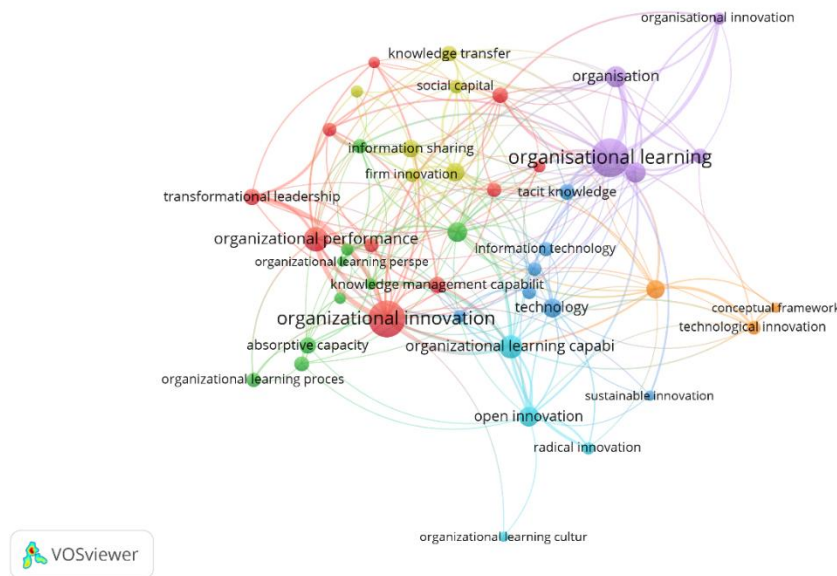 organisational innovation
knowledge transfer
organisation
social capital
information sharing
organisational learning
firm innovation
tacit knowledge
transformational leadership
organizational performance
information technology
organizational learning perspe
knowledge management capabilit
technology
conceptual framework
organizational innovation
technological innovation
absorptive capacity
organizational learning capabi
organizational learning proces
sustainable innovation
open innovation
radical innovation
organizational learning cultur
VOSviewer